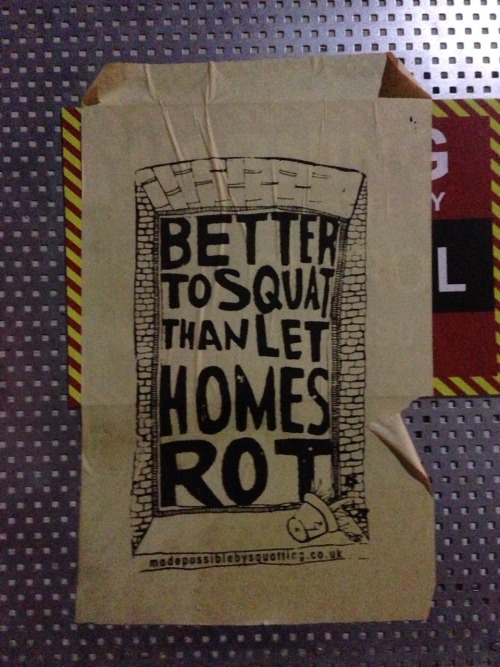 BETTER
TO SQUAT
THAN LET
HOMES
ROT
madepossiblebysquatting.co.uk
G
Y
L